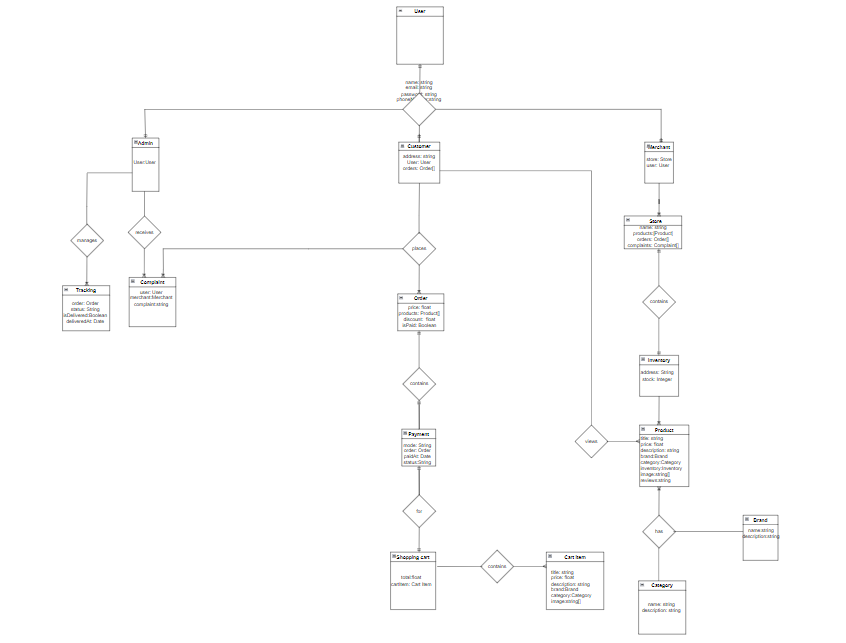 User
name: string
email: string
string
Admin
User:User
Customer
address: string
User: User
orders: Order[]
Merchant
store: Store
user: User
Store
name: string
products:[Product]
orders: Order[]
complaints: Complaint[]
manages
receives
places
contains
Tracking
order: Order
status: String
isDelivered:Boolean
deliveredAt: Date
Complaint
user: User
merchant:Merchant
complaint:string
Order
price: float
products: Product[]
discount: float
isPaid: Boolean
Inventory
address: String
stock: Integer
contains
Payment
mode: String
order: Order
paidAt: Date
status:String
views
Product
title: string
price: float
description: string
brand:Brand
category:Category
inventory:Inventory
image:string[]
reviews:string
for
has
Brand
name:string
description:string
Shopping cart
total:float
cartItem: Cart Item
contains
Cart Item
title: string
price: float
description: string
brand:Brand
category:Category
image:string[]
Category
name: string
description: string